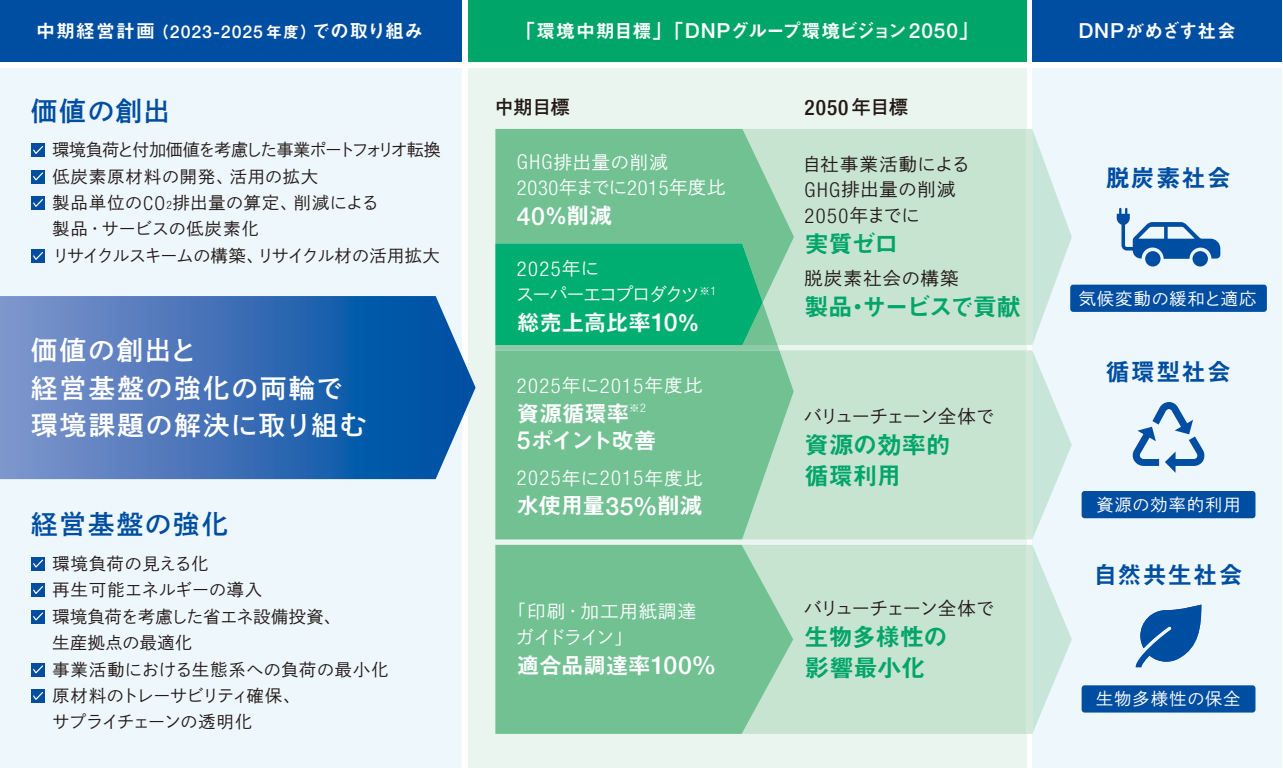 中期経営計画（2023-2025年度）での取り組み
価値の創出
環境負荷と付加価値を考慮した事業ポートフォリオ転換
低炭素原材料の開発、活用の拡大
製品単位のCO₂排出量の算定、削減による
製品・サービスの低炭素化
リサイクルスキームの構築、リサイクル材の活用拡大
価値の創出と
経営基盤の強化の両輪で
環境課題の解決に取り組む
経営基盤の強化
環境負荷の見える化
再生可能エネルギーの導入
環境負荷を考慮した省エネ設備投資、
生産拠点の最適化
事業活動における生態系への負荷の最小化
原材料のトレーサビリティ確保、
サプライチェーンの透明化
「環境中期目標」「DNPグループ環境ビジョン2050」
中期目標
GHG排出量の削減
2030年までに2015年度比
40%削減
2025年に
スーパーエコプロダクツ※1
総売上高比率10%
2025年に2015年度比
資源循環率※2
5ポイント改善
2025年に2015年度比
水使用量35%削減
「印刷・加工用紙調達
ガイドライン」
適合品調達率100%
2050年目標
自社事業活動による
GHG排出量の削減
2050年までに
実質ゼロ
脱炭素社会の構築
製品・サービスで貢献
バリューチェーン全体で
資源の効率的
循環利用
バリューチェーン全体で
生物多様性の
影響最小化
DNPがめざす社会
脱炭素社会
気候変動の緩和と適応
循環型社会
資源の効率的利用
自然共生社会
生物多様性の保全